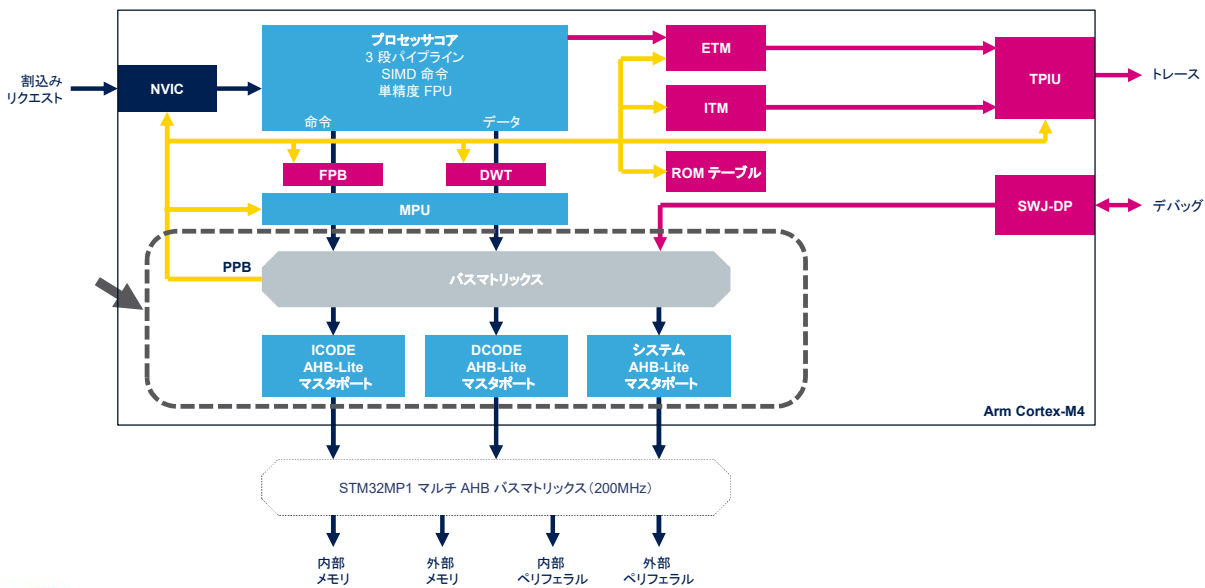 プロセッサコア
3 段パイプライン
SIMD 命令
単精度 FPU
命令
データ
割込み
リクエスト
NVIC
ETM
ITM
TPIU
トレース
FPB
DWT
ROM テーブル
MPU
SWJ-DP
デバッグ
PPB
バスマトリックス
ICODE
AHB-Lite
マスタポート
DCODE
AHB-Lite
マスタポート
システム
AHB-Lite
マスタポート
Arm Cortex-M4
STM32MP1 マルチ AHB バスマトリックス（200MHz）
内部
メモリ
外部
メモリ
内部
ペリフェラル
外部
ペリフェラル